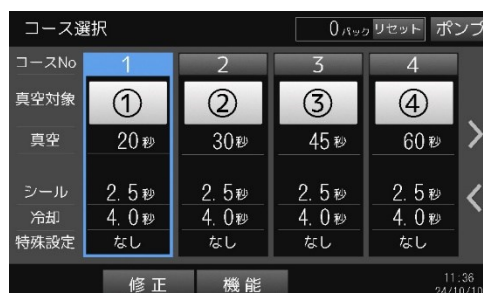 コース選択 0パック リセット ポンプ
コースNo 1 2 3 4
真空対象 ① ② ③ ④
真空 20秒 30秒 45秒 60秒
シール 2.5秒 2.5秒 2.5秒 2.5秒
冷却 4.0秒 4.0秒 4.0秒 4.0秒
特殊設定 なし なし なし なし
修正 機能 11:36
24/10/10